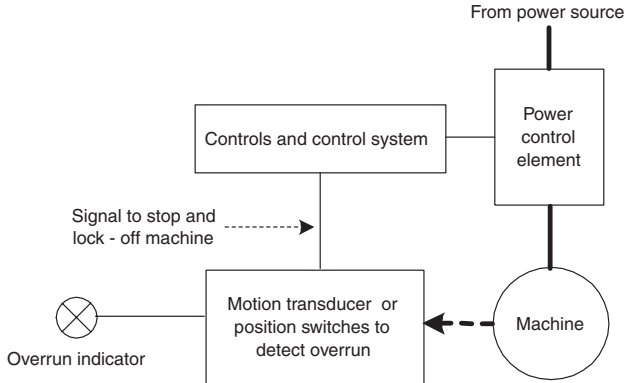 From power source
Power
control
element
Controls and control system
Signal to stop and
lock - off machine
Motion transducer or
position switches to
detect overrun
Machine
Overrun indicator